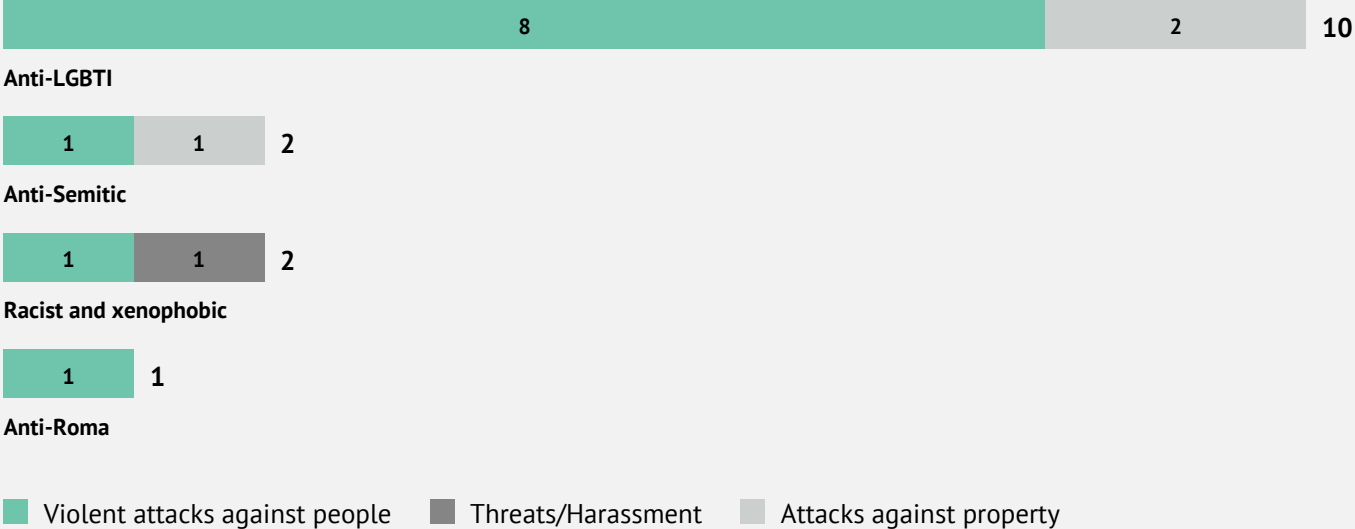 8 2 10
Anti-LGBTI
1 1 2
Anti-Semitic
1 1 2
Racist and xenophobic
1 1
Anti-Roma
Violent attacks against people Threats/Harassment Attacks against property